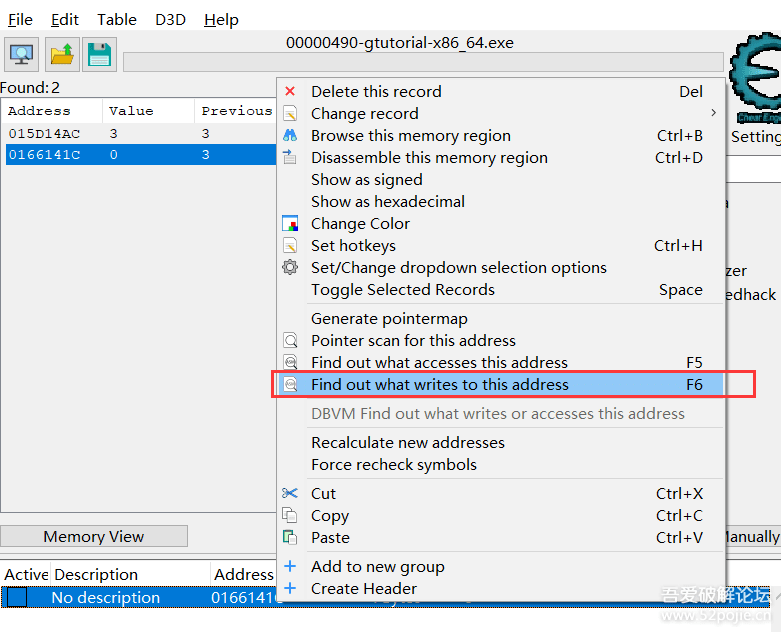 File Edit Table D3D Help
00000490-gtutorial-x86_64.exe
Found: 2
Address Value Previous
015D14AC 3 3
0166141C 0 3
Cheat Engine
Setting
Delete this record Del
Change record
Browse this memory region Ctrl+B
Disassemble this memory region Ctrl+D
Show as signed
Show as hexadecimal
Change Color
Set hotkeys Ctrl+H
Set/Change dropdown selection options
zer
Toggle Selected Records Space
edhack
Generate pointermap
Pointer scan for this address
Find out what accesses this address F5
Find out what writes to this address F6
DBVM Find out what writes or accesses this address
Recalculate new addresses
Force recheck symbols
Cut Ctrl+X
Copy Ctrl+C
Paste Ctrl+V
Memory View
Manually
Add to new group
Create Header
Active Description Address
No description 0166141C
吾爱破解论坛
www.52pojie.cn